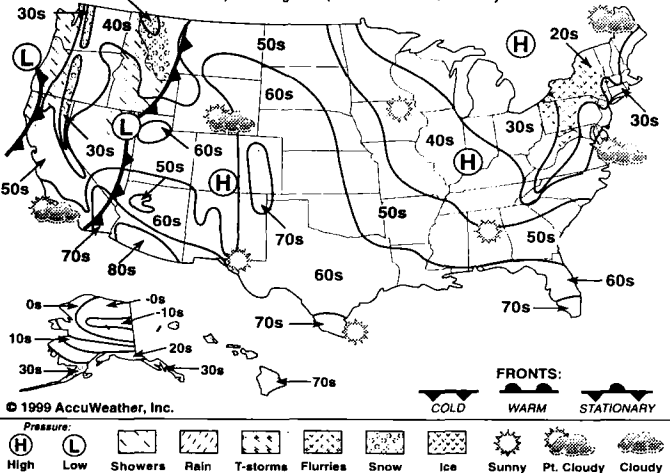 30s 40s 50s 20s
L H
60s
40s 30s 30s
L H
30s 60s
50s H
50s 50s
60s 70s 50s
70s 80s
60s 60s
70s 70s
0s -0s
-10s
10s 20s
30s 30s 70s
FRONTS:
© 1999 AccuWeather, Inc. COLD WARM STATIONARY
Pressure:
H L
High Low Showers Rain T-storms Flurries Snow Ice Sunny Pt. Cloudy Cloudy